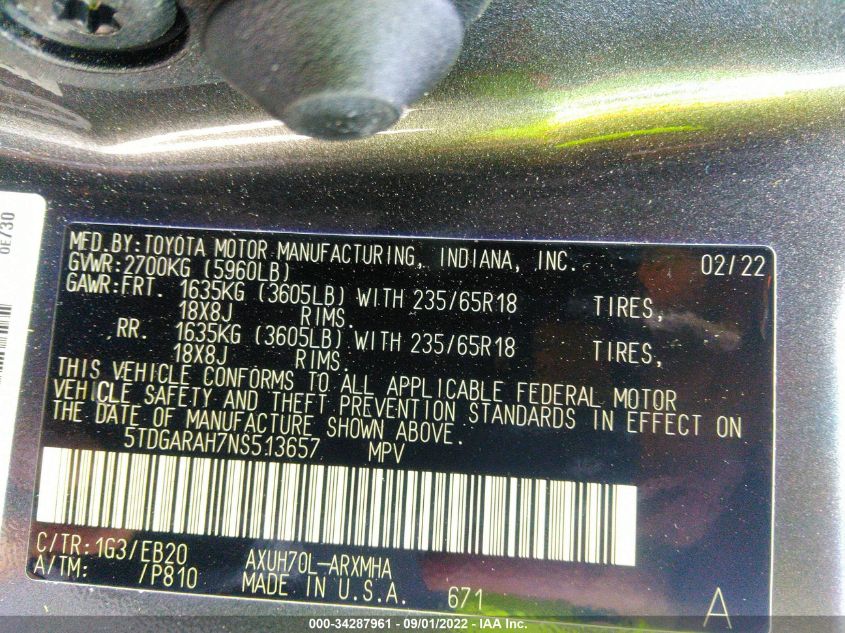 0E/30
MFD.BY:TOYOTA MOTOR MANUFACTURING, INDIANA, INC. 02/22
GVWR:2700KG (5960LB)
GAWR:FRT. 1635KG (3605LB) WITH 235/65R18 TIRES,
18X8J RIMS.
RR. 1635KG (3605LB) WITH 235/65R18 TIRES,
18X8J RIMS.
THIS VEHICLE CONFORMS TO ALL APPLICABLE FEDERAL MOTOR
VEHICLE SAFETY AND THEFT PREVENTION STANDARDS IN EFFECT ON
THE DATE OF MANUFACTURE SHOWN ABOVE.
5TDGARAH7NS513657 MPV
C/TR:1G3/EB20 AXUH70L-ARXMHA
A/TM: /P810 MADE IN U.S.A. 671 A
000-34287961 - 09/01/2022 - IAA Inc.